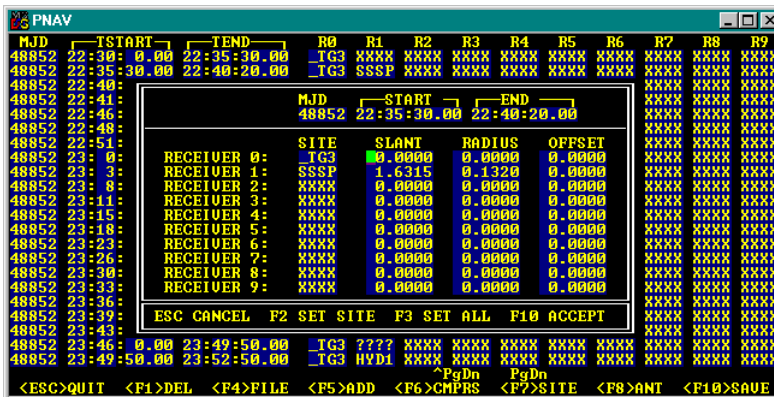 PNAV
MJD TSTART TEND R0 R1 R2 R3 R4 R5 R6 R7 R8 R9
48852 22:30: 0.00 22:35:30.00 _TG3 XXXX XXXX XXXX XXXX XXXX XXXX XXXX XXXX XXXX
48852 22:35:30.00 22:40:20.00 _TG3 SSSP XXXX XXXX XXXX XXXX XXXX XXXX XXXX XXXX
48852 22:40: XXXX XXXX XXXX
48852 22:41: MJD START END XXXX XXXX XXXX
48852 22:46: 48852 22:35:30.00 22:40:20.00 XXXX XXXX XXXX
48852 22:48: XXXX XXXX XXXX
48852 22:51: SITE SLANT RADIUS OFFSET XXXX XXXX XXXX
48852 23: 0: RECEIVER 0: _TG3 0.0000 0.0000 0.0000 XXXX XXXX XXXX
48852 23: 3: RECEIVER 1: SSSP 1.6315 0.1320 0.0000 XXXX XXXX XXXX
48852 23: 8: RECEIVER 2: XXXX 0.0000 0.0000 0.0000 XXXX XXXX XXXX
48852 23:11: RECEIVER 3: XXXX 0.0000 0.0000 0.0000 XXXX XXXX XXXX
48852 23:15: RECEIVER 4: XXXX 0.0000 0.0000 0.0000 XXXX XXXX XXXX
48852 23:18: RECEIVER 5: XXXX 0.0000 0.0000 0.0000 XXXX XXXX XXXX
48852 23:23: RECEIVER 6: XXXX 0.0000 0.0000 0.0000 XXXX XXXX XXXX
48852 23:26: RECEIVER 7: XXXX 0.0000 0.0000 0.0000 XXXX XXXX XXXX
48852 23:30: RECEIVER 8: XXXX 0.0000 0.0000 0.0000 XXXX XXXX XXXX
48852 23:33: RECEIVER 9: XXXX 0.0000 0.0000 0.0000 XXXX XXXX XXXX
48852 23:36: XXXX XXXX XXXX
48852 23:39: ESC CANCEL F2 SET SITE F3 SET ALL F10 ACCEPT XXXX XXXX XXXX
48852 23:43: XXXX XXXX XXXX
48852 23:46: 0.00 23:49:50.00 _TG3 ???? XXXX XXXX XXXX XXXX XXXX XXXX XXXX XXXX
48852 23:49:50.00 23:52:50.00 _TG3 HYD1 XXXX XXXX XXXX XXXX XXXX XXXX XXXX XXXX
^PgDn PgDn
<ESC>QUIT <F1>DEL <F4>FILE <F5>ADD <F6>CMPRS <F7>SITE <F8>ANT <F10>SAVE